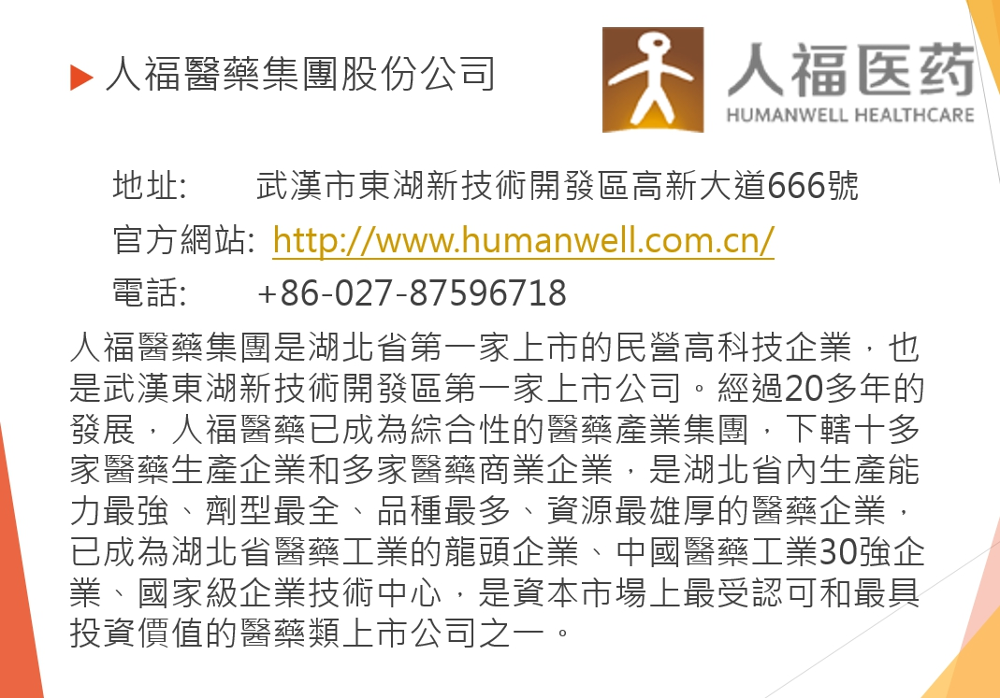 人福醫藥集團股份公司
人福医药
HUMANWELL HEALTHCARE
地址: 武漢市東湖新技術開發區高新大道666號
官方網站: http://www.humanwell.com.cn/
電話: +86-027-87596718
人福醫藥集團是湖北省第一家上市的民營高科技企業，也
是武漢東湖新技術開發區第一家上市公司。經過20多年的
發展，人福醫藥已成為綜合性的醫藥產業集團，下轄十多
家醫藥生產企業和多家醫藥商業企業，是湖北省內生產能
力最強、劑型最全、品種最多、資源最雄厚的醫藥企業，
已成為湖北省醫藥工業的龍頭企業、中國醫藥工業30強企
業、國家級企業技術中心，是資本市場上最受認可和最具
投資價值的醫藥類上市公司之一。